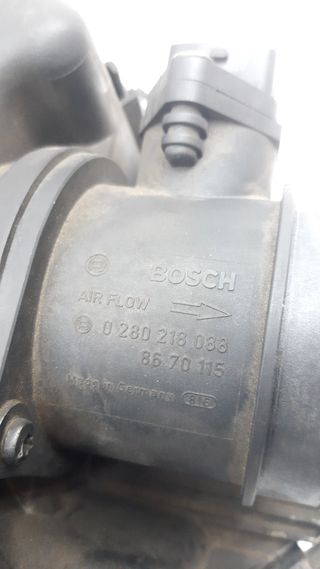 BOSCH
AIR FLOW
0 280 218 088
86 70 115
Made in Germany